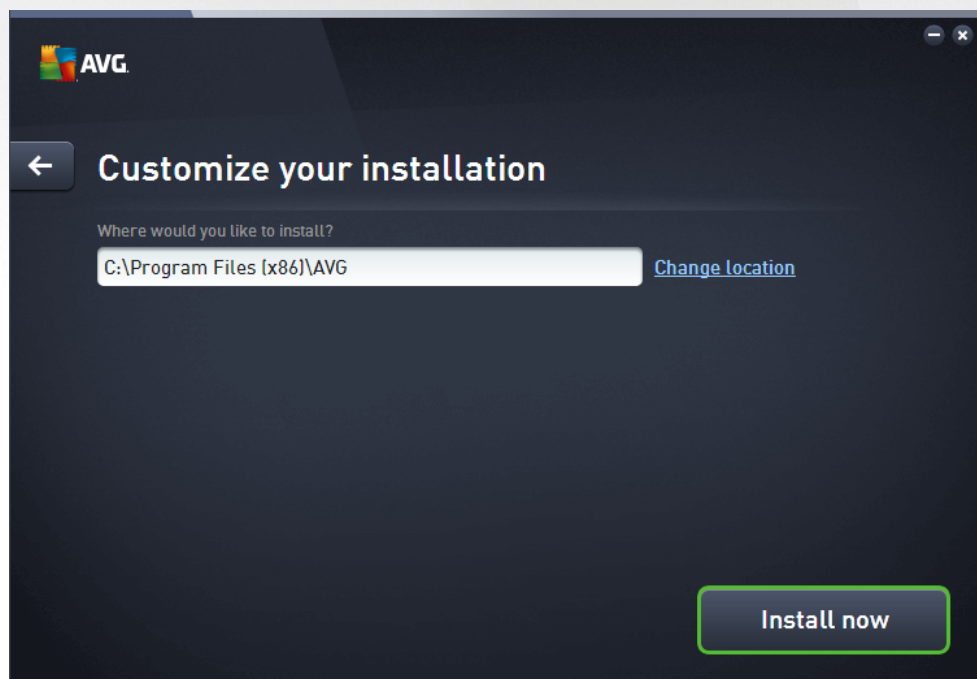 AVG.
Customize your installation
Where would you like to install?
C:\Program Files (x86)\AVG
Change location
Install now